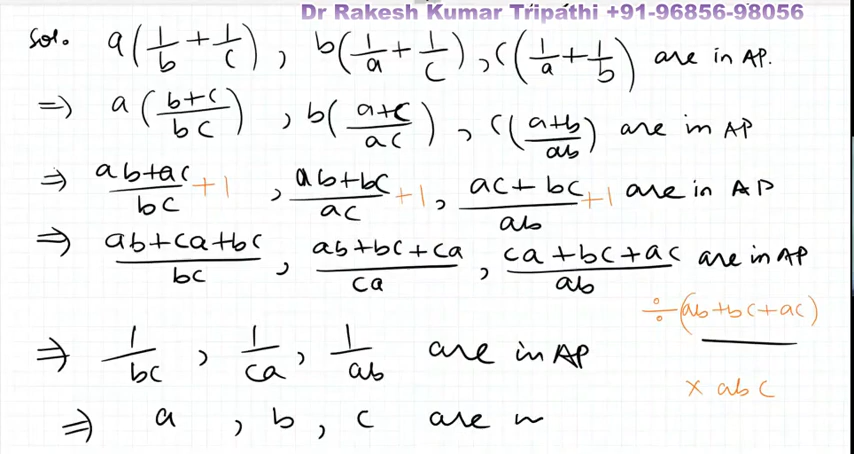 Dr Rakesh Kumar Tripathi +91-96856-98056
Sol. a(1/b + 1/c), b(1/a + 1/c), c(1/a + 1/b) are in AP.
⇒ a((b+c)/bc), b((a+c)/ac), c((a+b)/ab) are in AP
⇒ (ab+ac)/bc +1, (ab+bc)/ac +1, (ac+bc)/ab +1 are in AP
⇒ (ab+ca+bc)/bc, (ab+bc+ca)/ca, (ca+bc+ac)/ab are in AP
÷(ab+bc+ac)
⇒ 1/bc, 1/ca, 1/ab are in AP
× abc
⇒ a, b, c are